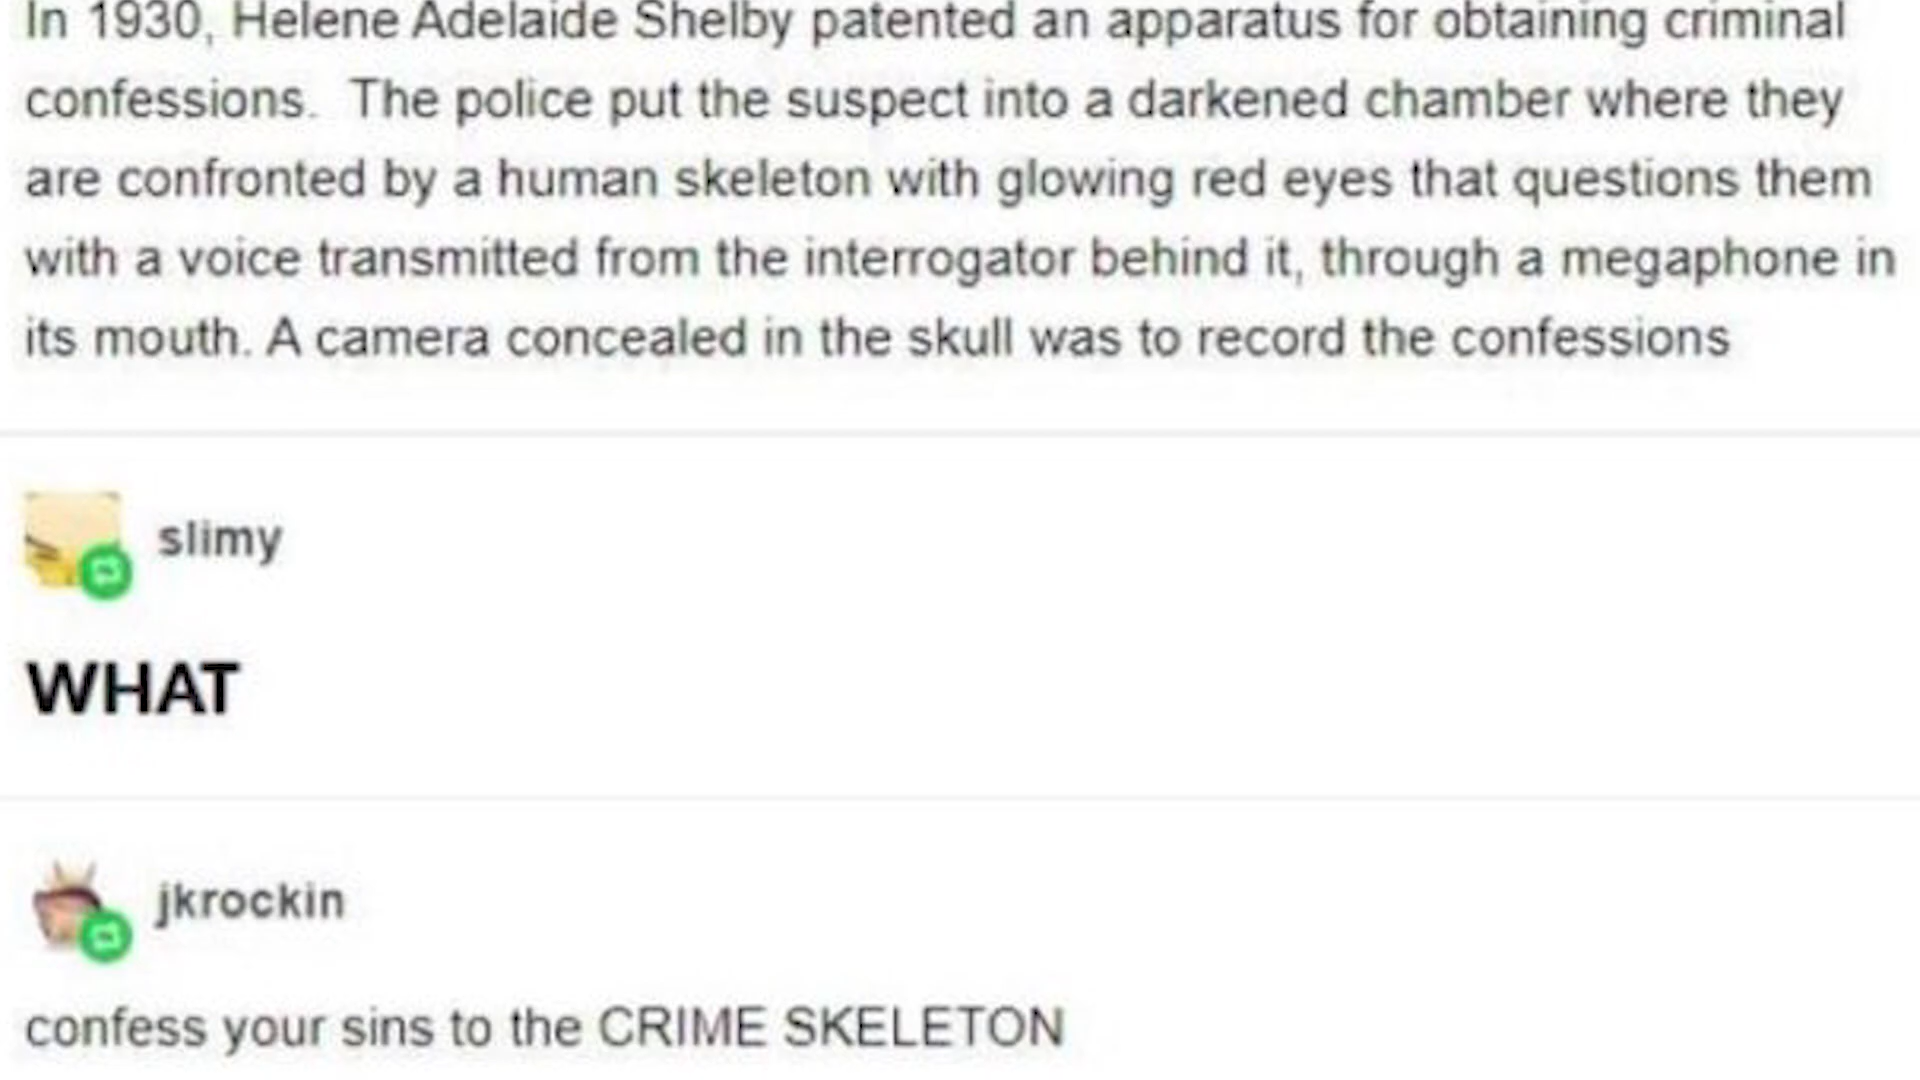 In 1930, Helene Adelaide Shelby patented an apparatus for obtaining criminal
confessions.  The police put the suspect into a darkened chamber where they
are confronted by a human skeleton with glowing red eyes that questions them
with a voice transmitted from the interrogator behind it, through a megaphone in
its mouth. A camera concealed in the skull was to record the confessions
slimy
WHAT
jkrockin
confess your sins to the CRIME SKELETON